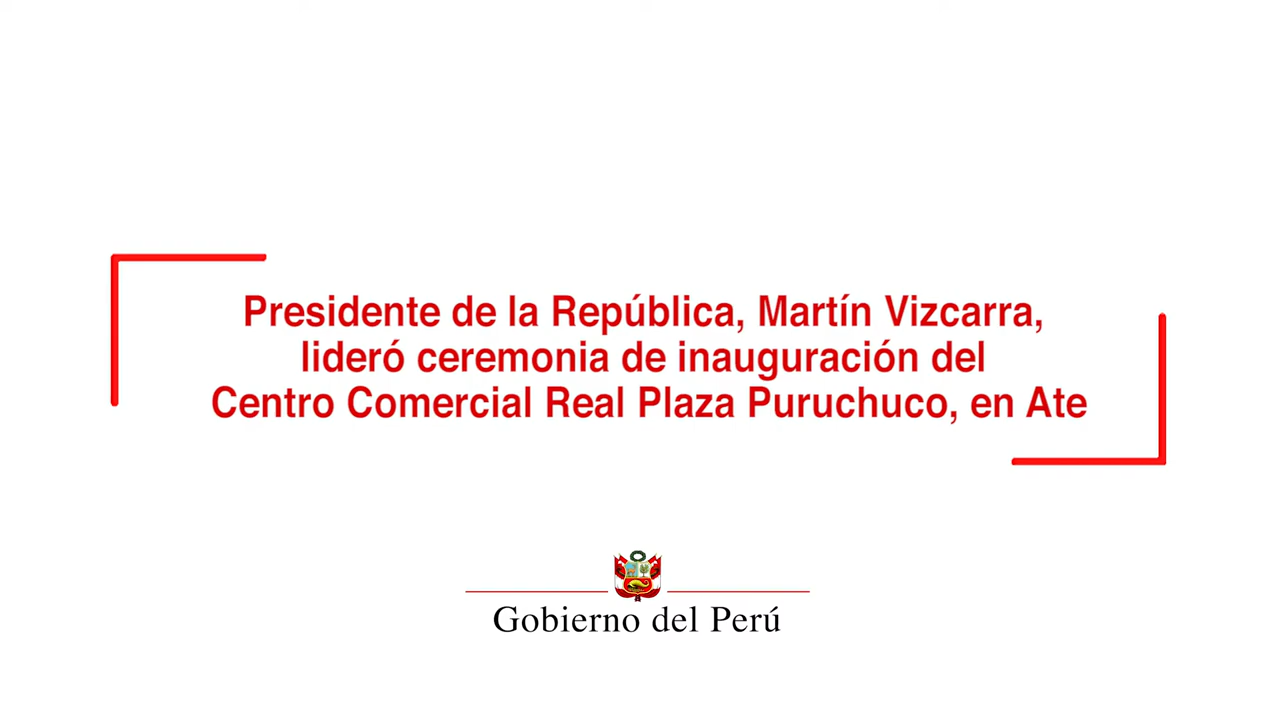 Presidente de la República, Martín Vizcarra,
lideró ceremonia de inauguración del
Centro Comercial Real Plaza Puruchuco, en Ate
Gobierno del Perú